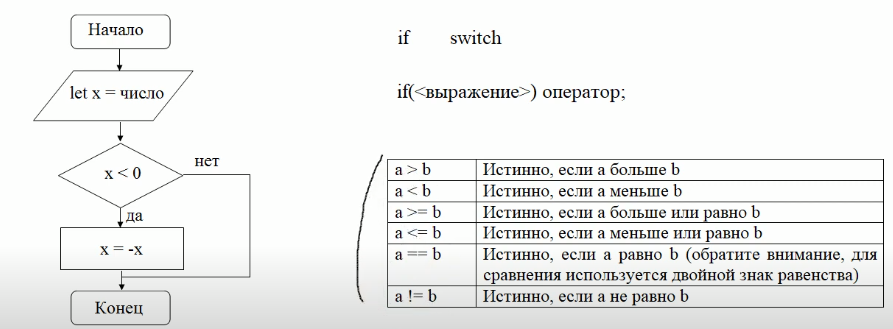 Начало
let x = число
x < 0
нет
да
x = -x
Конец
if switch
if(<выражение>) оператор;
a > b Истинно, если a больше b
a < b Истинно, если a меньше b
a >= b Истинно, если a больше или равно b
a <= b Истинно, если a меньше или равно b
a == b Истинно, если a равно b (обратите внимание, для
сравнения используется двойной знак равенства)
a != b Истинно, если a не равно b